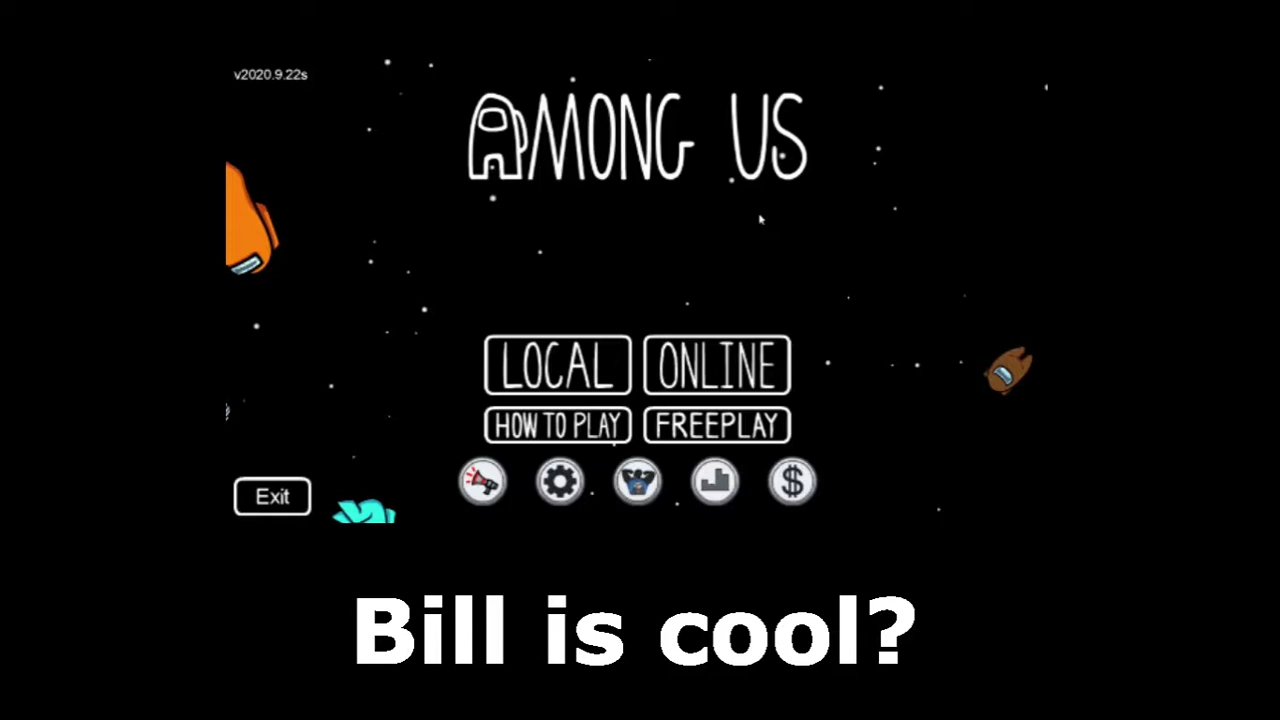 v2020.9.22s
AMONG US
LOCAL ONLINE
HOW TO PLAY FREEPLAY
$
Exit
Bill is cool?